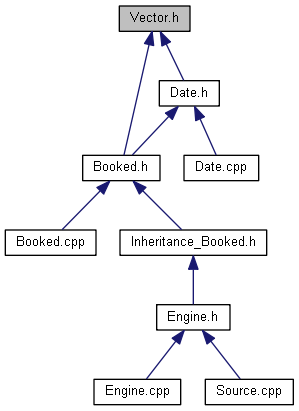 Vector.h
Date.h
Booked.h
Date.cpp
Booked.cpp
Inheritance_Booked.h
Engine.h
Engine.cpp
Source.cpp